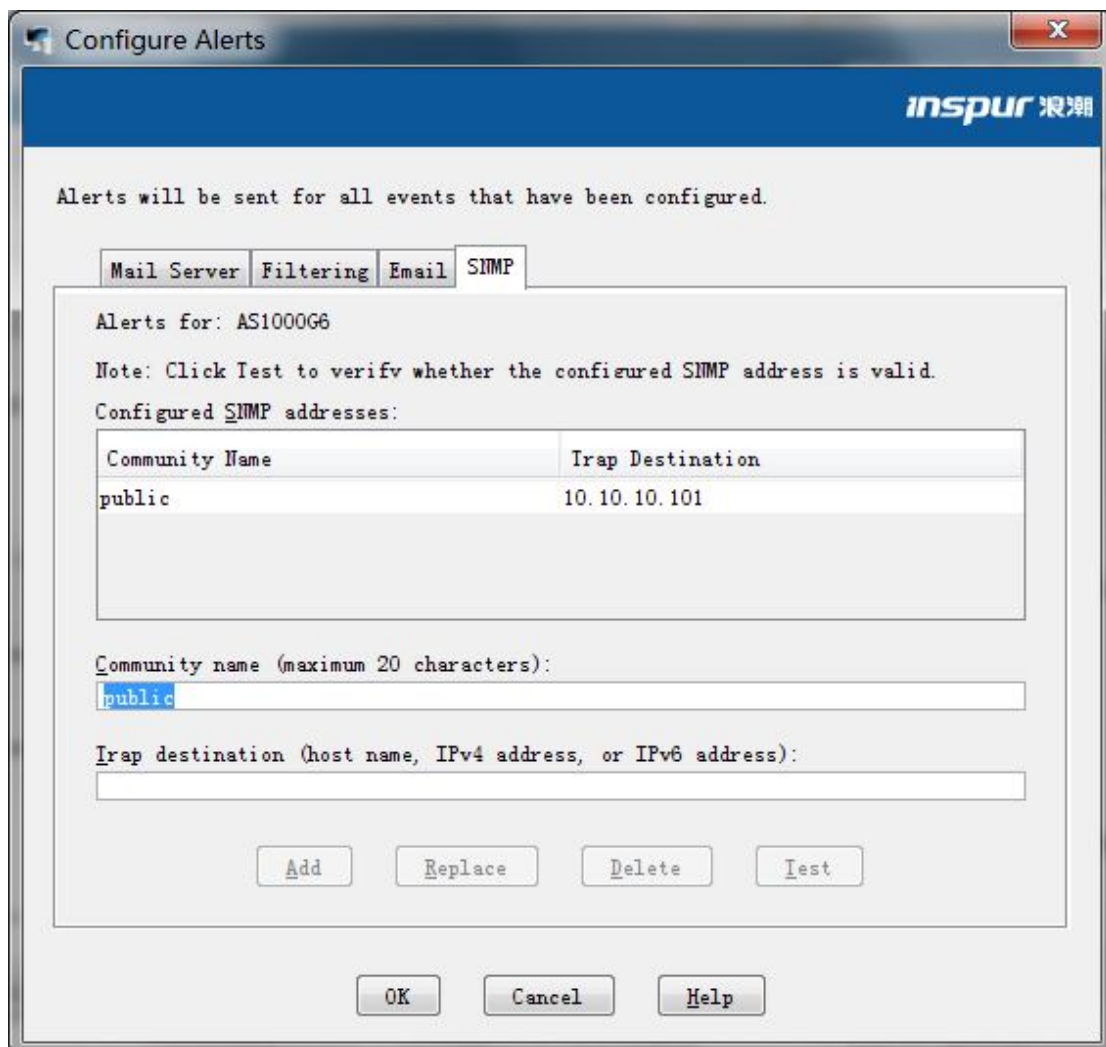 Configure Alerts
inspur 浪潮
Alerts will be sent for all events that have been configured.
Mail Server Filtering Email SNMP
Alerts for: AS1000G6
Note: Click Test to verify whether the configured SNMP address is valid.
Configured SNMP addresses:
Community Name Trap Destination
public 10.10.10.101
Community name (maximum 20 characters):
public
Trap destination (host name, IPv4 address, or IPv6 address):
Add Replace Delete Test
OK Cancel Help